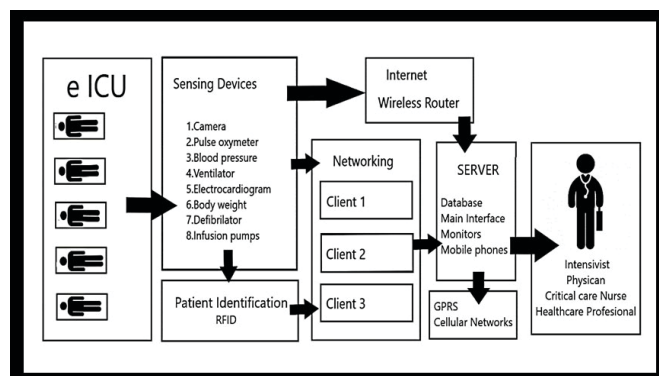 e ICU
Sensing Devices
1.Camera
2.Pulse oxymeter
3.Blood pressure
4.Ventilator
5.Electrocardiogram
6.Body weight
7.Defibrilator
8.Infusion pumps
Patient Identification
RFID
Internet
Wireless Router
Networking
Client 1
Client 2
Client 3
SERVER
Database
Main Interface
Monitors
Mobile phones
GPRS
Cellular Networks
Intensivist
Physican
Critical care Nurse
Healthcare Profesional